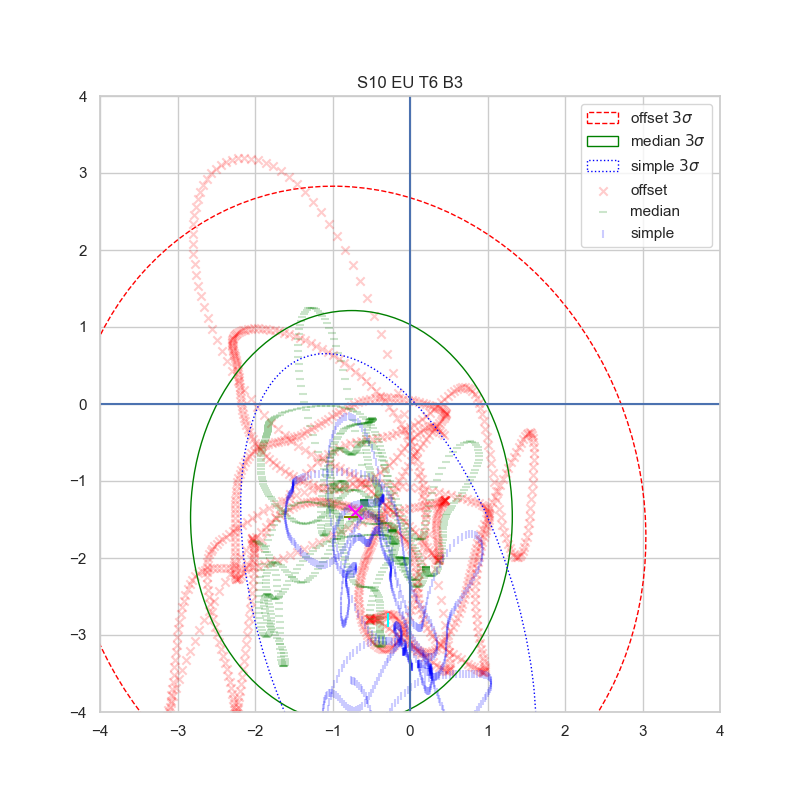 S10 EU T6 B3
offset 3σ
median 3σ
simple 3σ
offset
median
simple
4
3
2
1
0
−1
−2
−3
−4
−4 −3 −2 −1 0 1 2 3 4